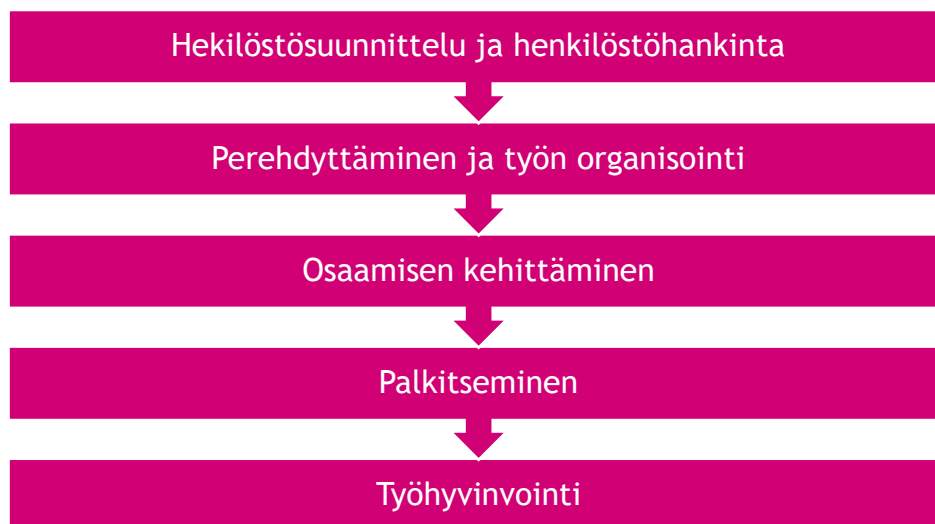 Hekilöstösuunnittelu ja henkilöstöhankinta
Perehdyttäminen ja työn organisointi
Osaamisen kehittäminen
Palkitseminen
Työhyvinvointi